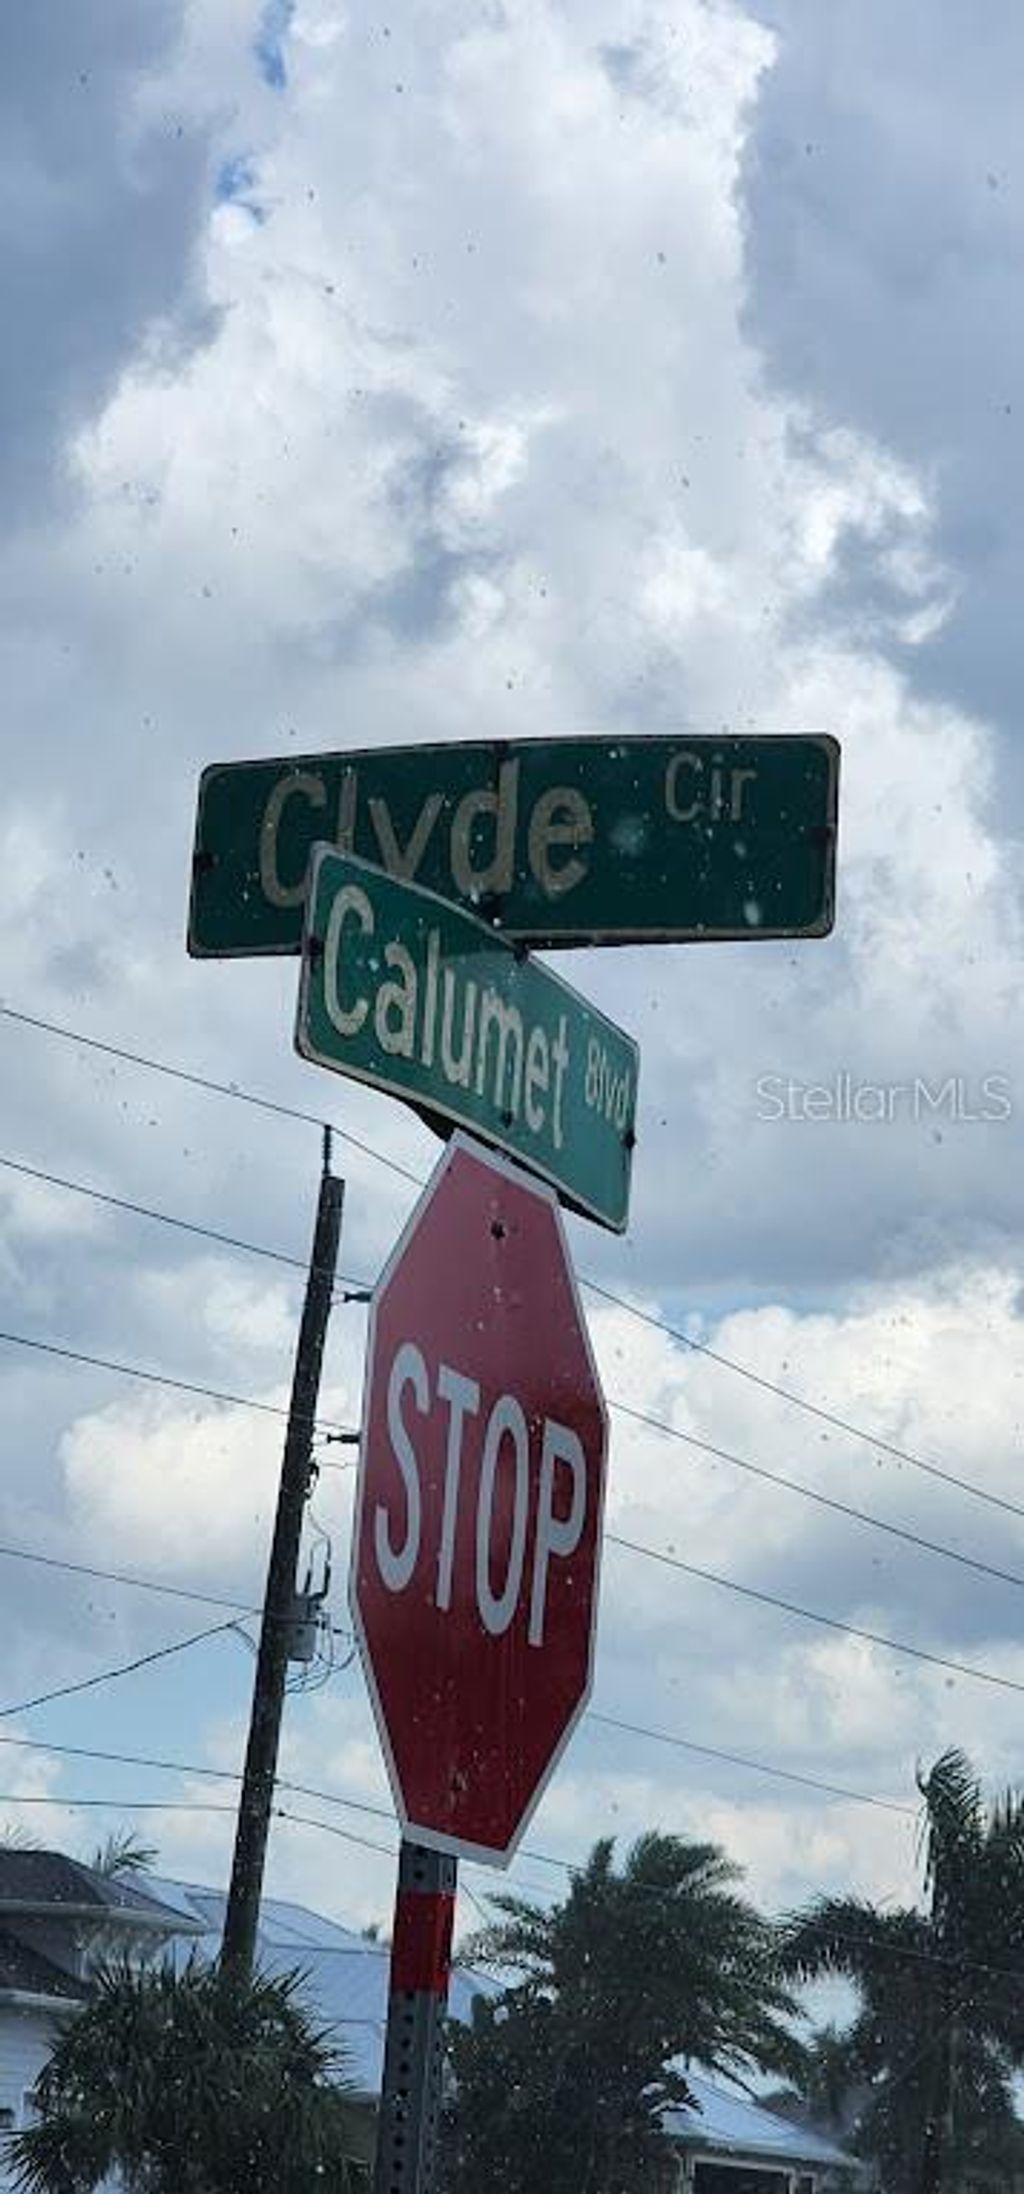 Clyde Cir
Calumet Blvd
StellarMLS
STOP